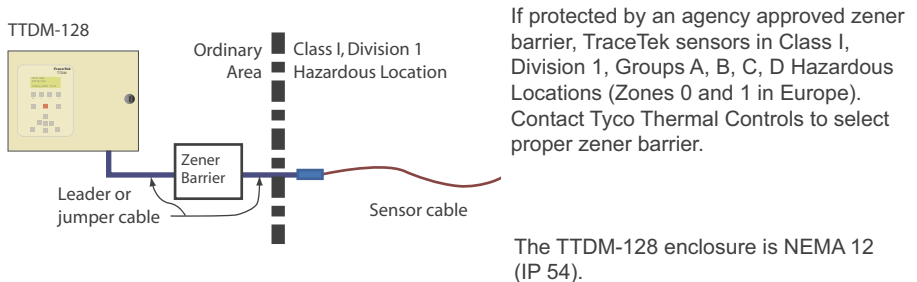 TTDM-128
TraceTek
Ordinary
Area
Class I, Division 1
Hazardous Location
Zener
Barrier
Leader or
jumper cable
Sensor cable
If protected by an agency approved zener
barrier, TraceTek sensors in Class I,
Division 1, Groups A, B, C, D Hazardous
Locations (Zones 0 and 1 in Europe).
Contact Tyco Thermal Controls to select
proper zener barrier.
The TTDM-128 enclosure is NEMA 12
(IP 54).